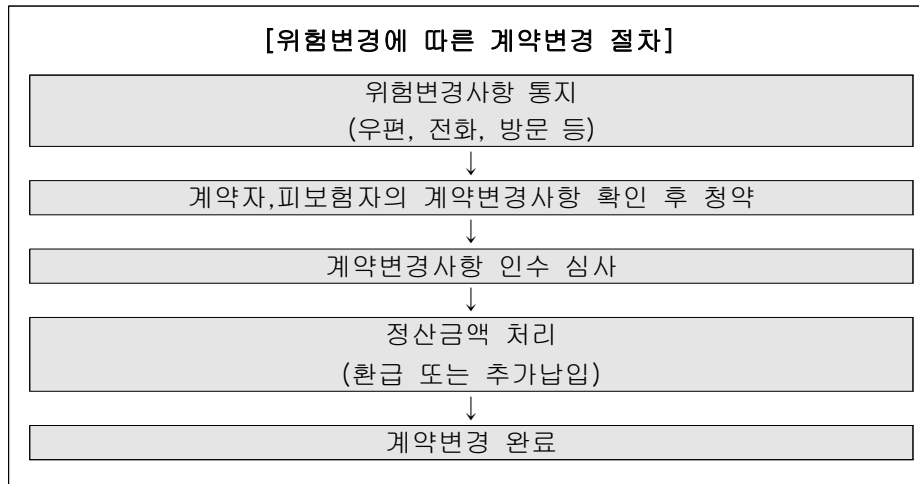 [위험변경에 따른 계약변경 절차]
위험변경사항 통지
(우편, 전화, 방문 등)
↓
계약자,피보험자의 계약변경사항 확인 후 청약
↓
계약변경사항 인수 심사
↓
정산금액 처리
(환급 또는 추가납입)
↓
계약변경 완료